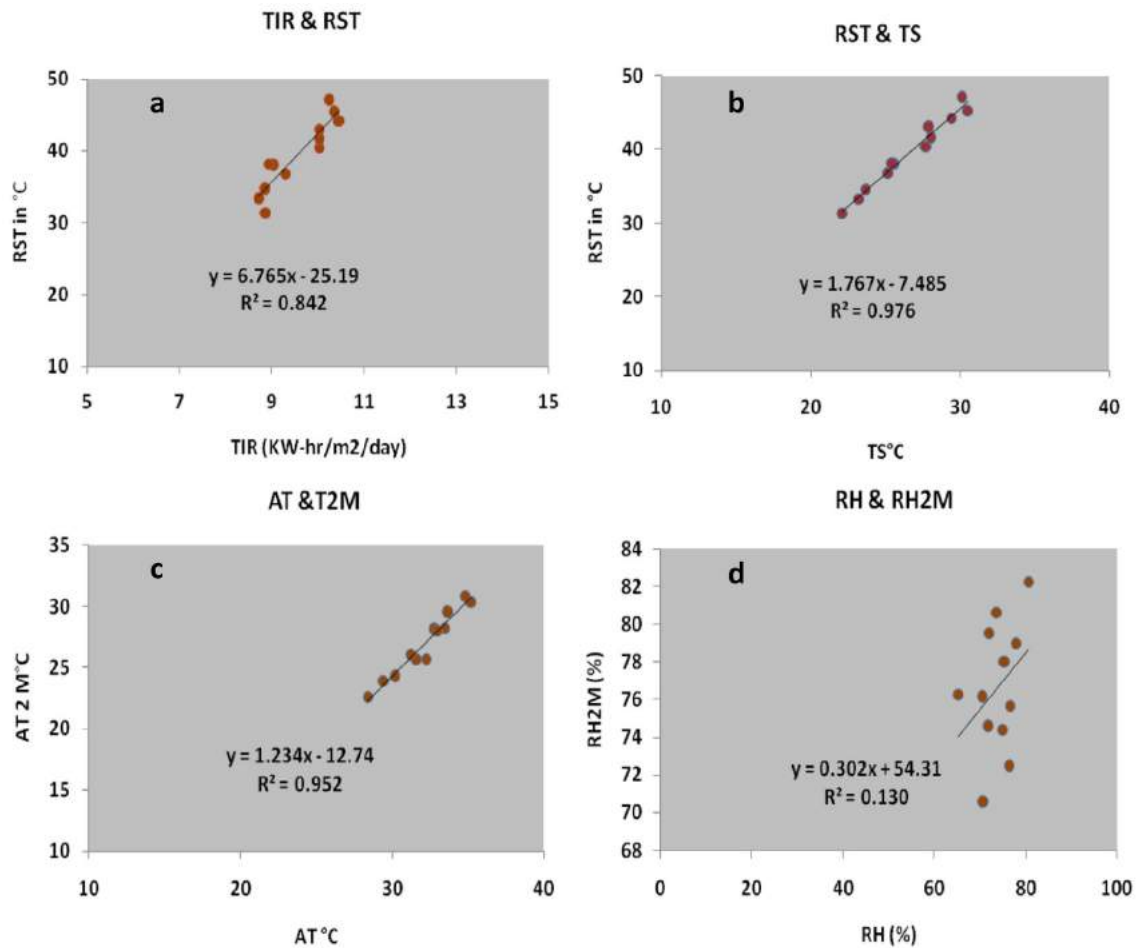 TIR & RST
a
50
40
30
20
10
RST in °C
y = 6.765x - 25.19
R² = 0.842
5 7 9 11 13 15
TIR (KW-hr/m2/day)
RST & TS
b
50
40
30
20
10
RST in °C
y = 1.767x - 7.485
R² = 0.976
10 20 30 40
TS°C
AT &T2M
c
35
30
25
20
15
10
AT 2 M°C
y = 1.234x - 12.74
R² = 0.952
10 20 30 40
AT °C
RH & RH2M
d
84
82
80
78
76
74
72
70
68
RH2M (%)
y = 0.302x + 54.31
R² = 0.130
0 20 40 60 80 100
RH (%)